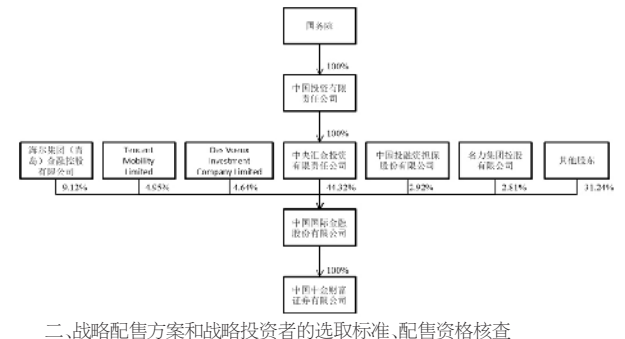 国务院
100%
中国投资有限
责任公司
100%
海尔集团（青
岛）金融控股
有限公司
Tencent
Mobility
Limited
Des Voeux
Investment
Company Limited
中央汇金投资
有限责任公司
中国投融资担保
股份有限公司
名力集团控股
有限公司
其他股东
9.12%
4.95%
4.64%
44.32%
2.92%
2.81%
31.24%
中国国际金融
股份有限公司
100%
中国中金财富
证券有限公司
二、战略配售方案和战略投资者的选取标准、配售资格核查